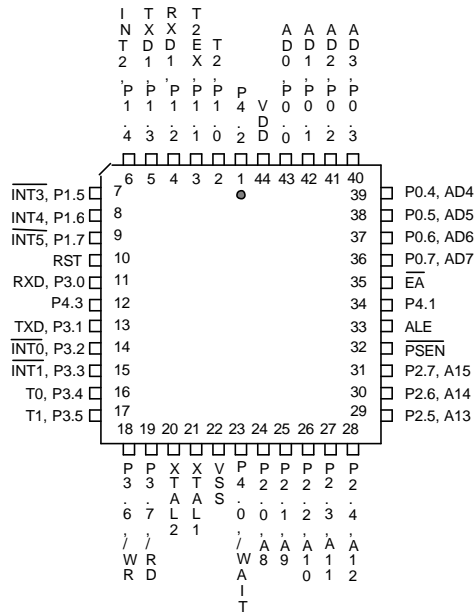 INT2, P1.4
TXD1, P1.3
RXD1, P1.2
T2EX, P1.1
T2, P1.0
P4.2
VDD
AD0, P0.0
AD1, P0.1
AD2, P0.2
AD3, P0.3
6 5 4 3 2 1 44 43 42 41 40
INT3, P1.5 7
INT4, P1.6 8
INT5, P1.7 9
RST 10
RXD, P3.0 11
P4.3 12
TXD, P3.1 13
INT0, P3.2 14
INT1, P3.3 15
T0, P3.4 16
T1, P3.5 17
39 P0.4, AD4
38 P0.5, AD5
37 P0.6, AD6
36 P0.7, AD7
35 EA
34 P4.1
33 ALE
32 PSEN
31 P2.7, A15
30 P2.6, A14
29 P2.5, A13
18 19 20 21 22 23 24 25 26 27 28
P3.6, /WR
P3.7, /RD
XTAL2
XTAL1
VSS
P4.0, /WAIT
P2.0, A8
P2.1, A9
P2.2, A10
P2.3, A11
P2.4, A12